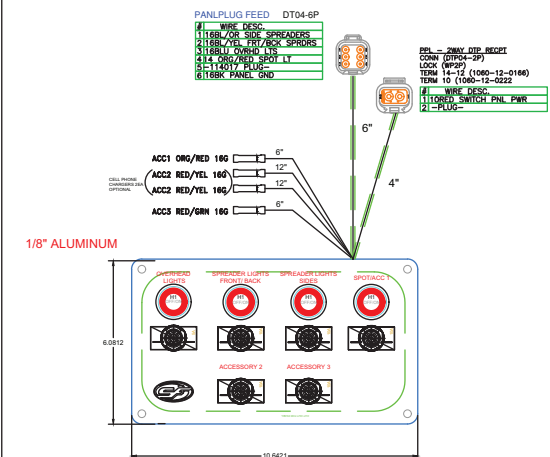 PANLPLUG FEED DT04-6P
# WIRE DESC.
1 16BL/OR SIDE SPREADERS
2 16BL/YEL FRT/BCK SPRDRS
3 16BLU OVRHD LTS
4 14 ORG/RED SPOT LT
5 -114017 PLUG-
6 16BK PANEL GND
PPL - 2WAY DTP RECPT
CONN (DTP04-2P)
LOCK (WP2P)
TERM 14-12 (1060-12-0166)
TERM 10 (1060-12-0222
# WIRE DESC.
1 10RED SWITCH PNL PWR
2 -PLUG-
6"
4"
ACC1 ORG/RED 16G 6"
ACC2 RED/YEL 16G 12"
CELL PHONE
CHARGERS 2EA
OPTIONAL
ACC2 RED/YEL 16G 12"
ACC3 RED/GRN 16G 6"
1/8" ALUMINUM
OVERHEAD
LIGHTS
SPREADER LIGHTS
FRONT/ BACK
SPREADER LIGHTS
SIDES
SPOT/ACC 1
H1
H1
H1
H1
6.0812
ACCESSORY 2
ACCESSORY 3
10.6421